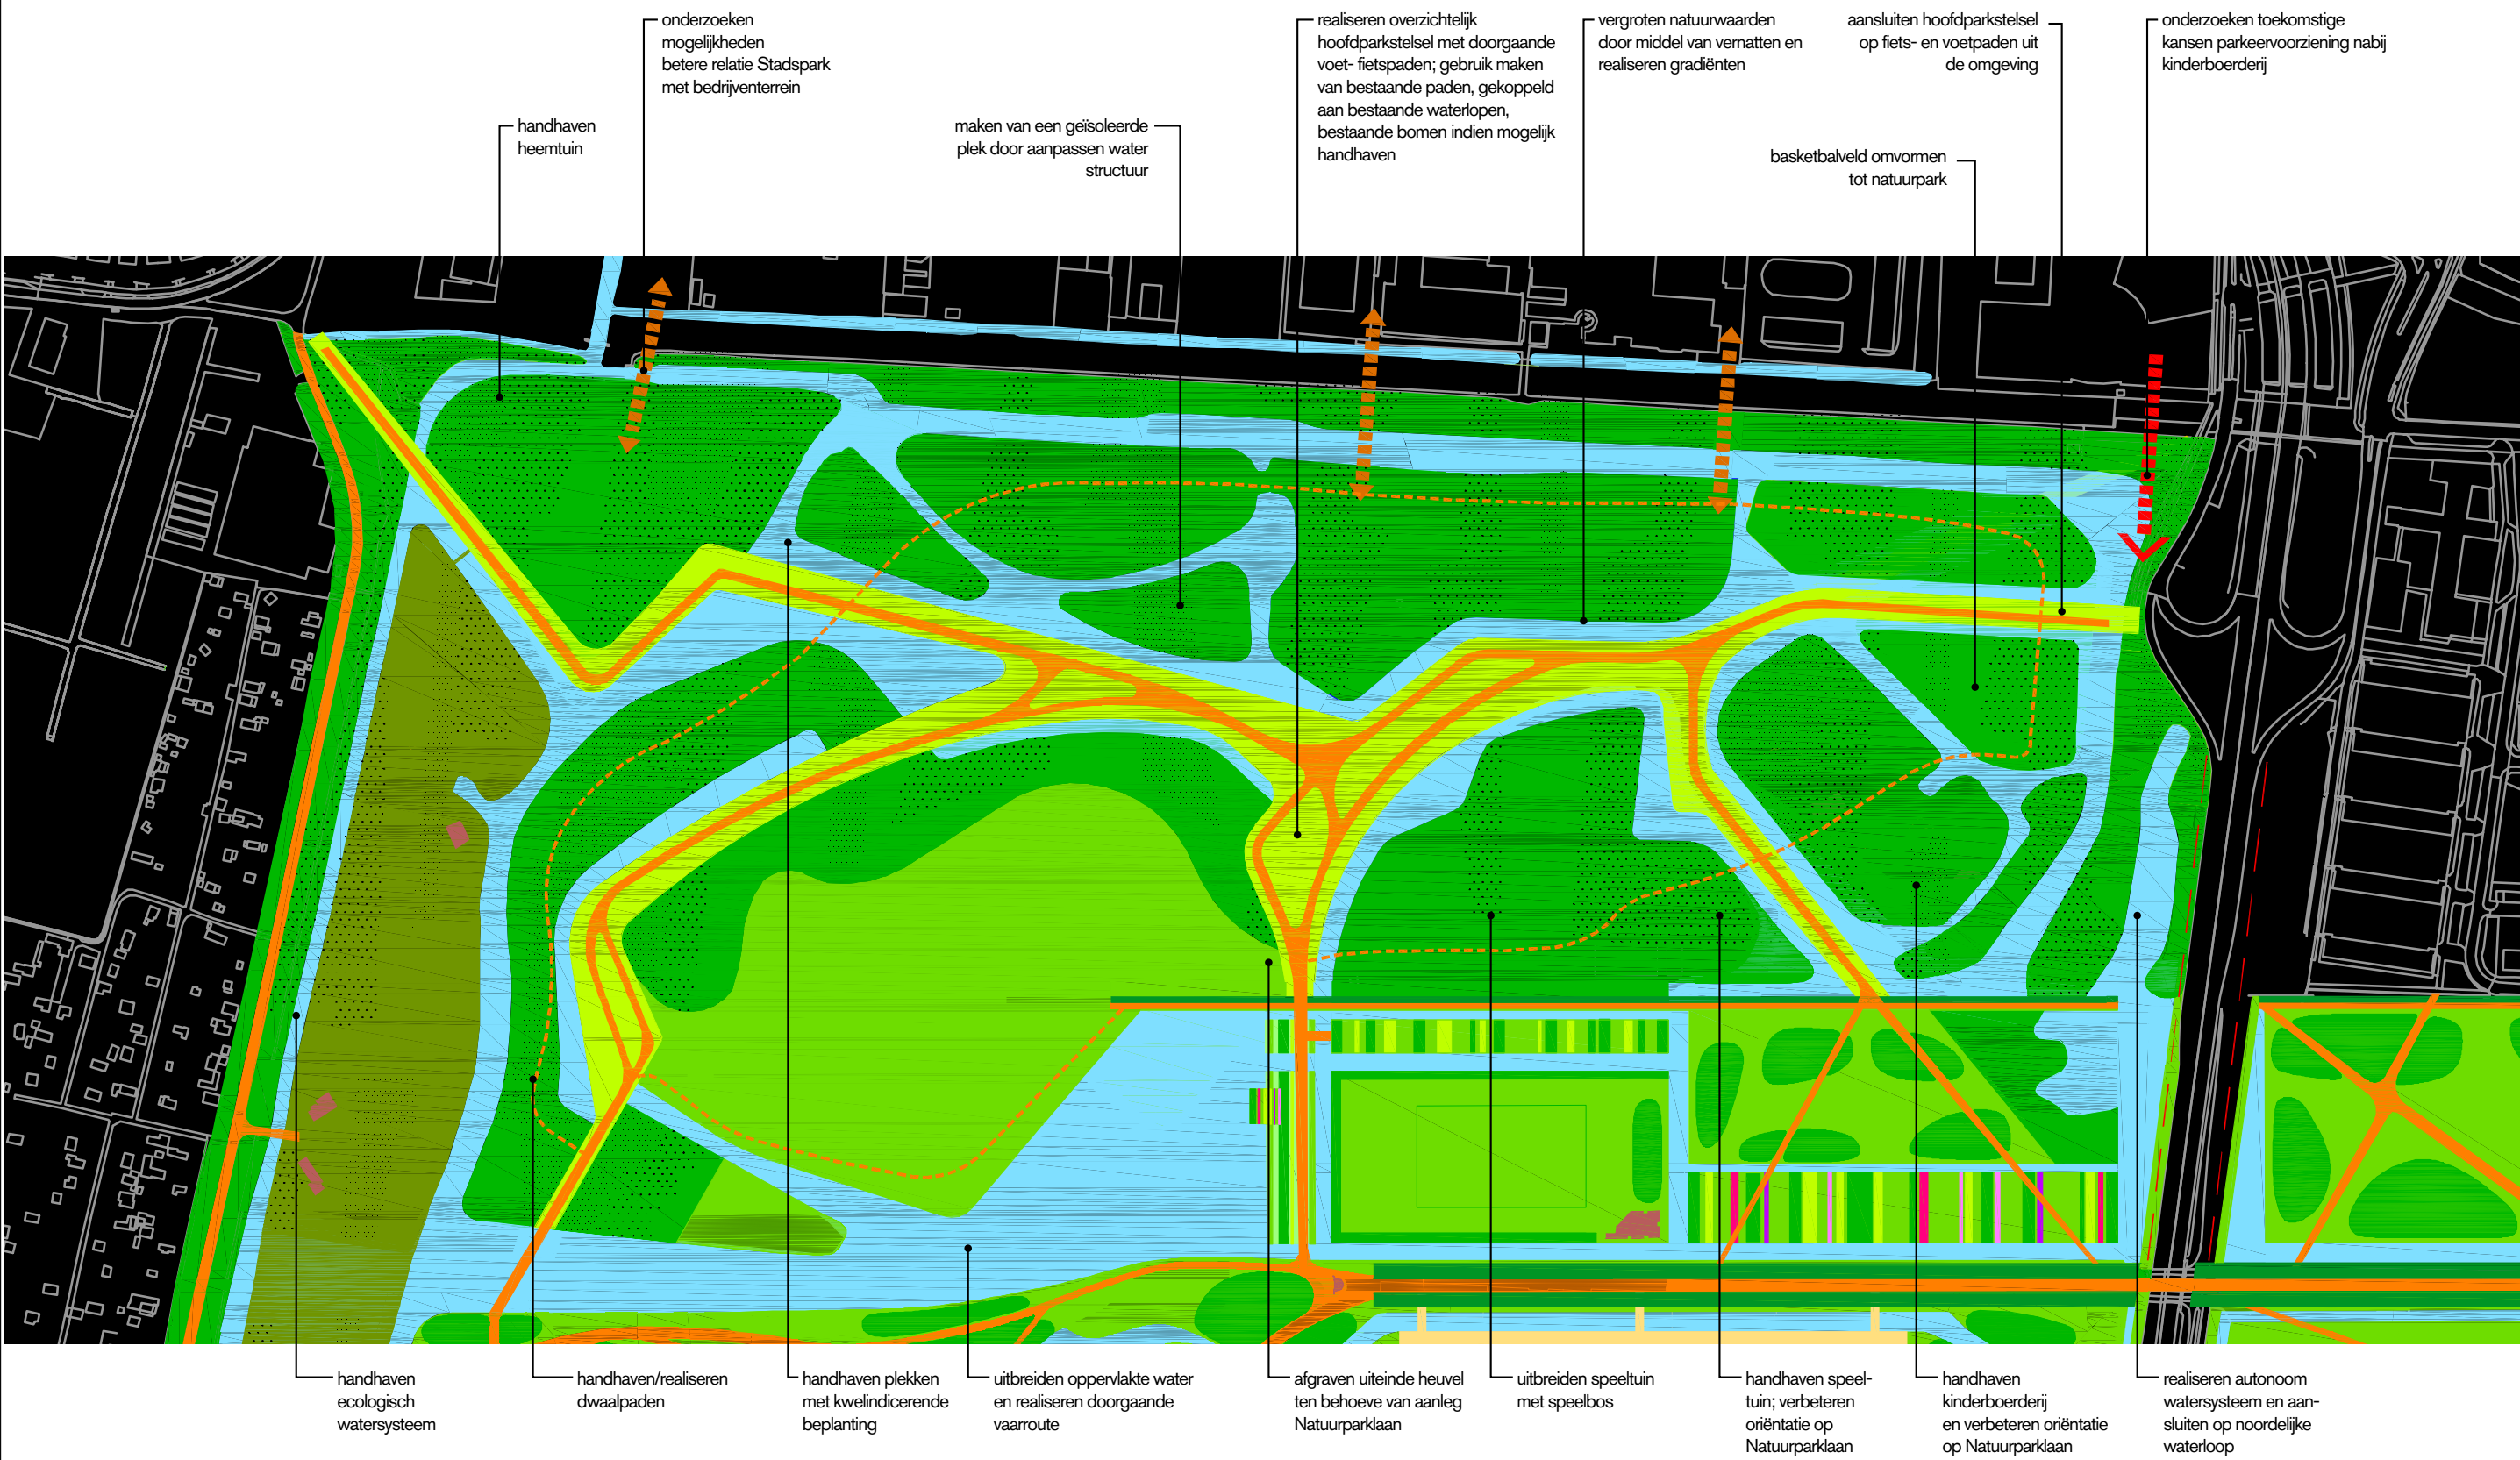 onderzoeken
mogelijkheden
betere relatie Stadspark
met bedrijventerrein
realiseren overzichtelijk
hoofdparkstelsel met doorgaande
voet- fietspaden; gebruik maken
van bestaande paden, gekoppeld
aan bestaande waterlopen,
bestaande bomen indien mogelijk
handhaven
vergroten natuurwaarden
door middel van vernatten en
realiseren gradiënten
aansluiten hoofdparkstelsel
op fiets- en voetpaden uit
de omgeving
onderzoeken toekomstige
kansen parkeervoorziening nabij
kinderboerderij
handhaven
heemtuin
maken van een geïsoleerde
plek door aanpassen water
structuur
basketbalveld omvormen
tot natuurpark
handhaven
ecologisch
watersysteem
handhaven/realiseren
dwaalpaden
handhaven plekken
met kwelindicerende
beplanting
uitbreiden oppervlakte water
en realiseren doorgaande
vaarroute
afgraven uiteinde heuvel
ten behoeve van aanleg
Natuurparklaan
uitbreiden speeltuin
met speelbos
handhaven speel-
tuin; verbeteren
oriëntatie op
Natuurparklaan
handhaven
kinderboerderij
en verbeteren oriëntatie
op Natuurparklaan
realiseren autonoom
watersysteem en aan-
sluiten op noordelijke
waterloop